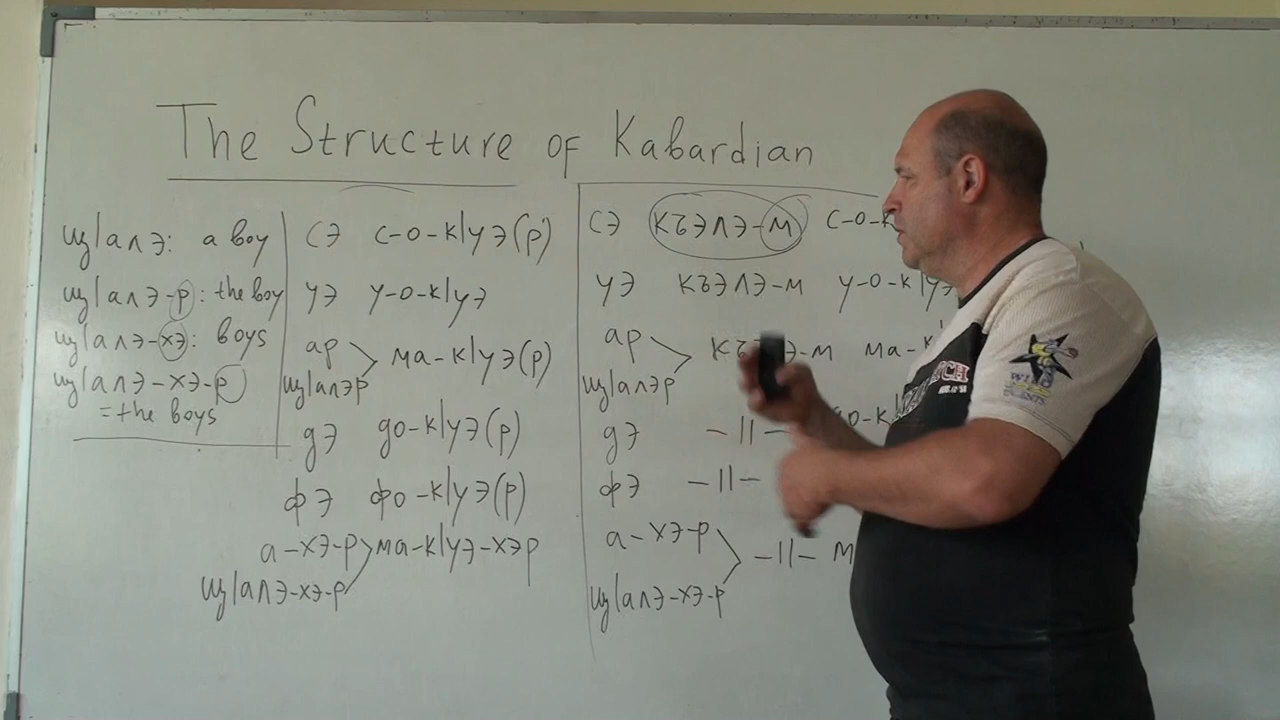 The Structure of Kabardian
щӀалэ: a boy
щӀалэ-р: the boy
щӀалэ-хэ: boys
щӀалэ-хэ-р
= the boys
сэ с-о-кӀуэ(р)
уэ у-о-кӀуэ
ар
щӀалэр
ма-кӀуэ(р)
дэ до-кӀуэ(р)
фэ фо-кӀуэ(р)
а-хэ-р
щӀалэ-хэ-р
ма-кӀуэ-хэр
сэ къэлэ-м с-о-к
уэ къэлэ-м у-о-кӀуэ
ар
щӀалэр
-м ма-к
дэ -||-
фэ -||-
а-хэ-р
щӀалэ-хэ-р
-||- м